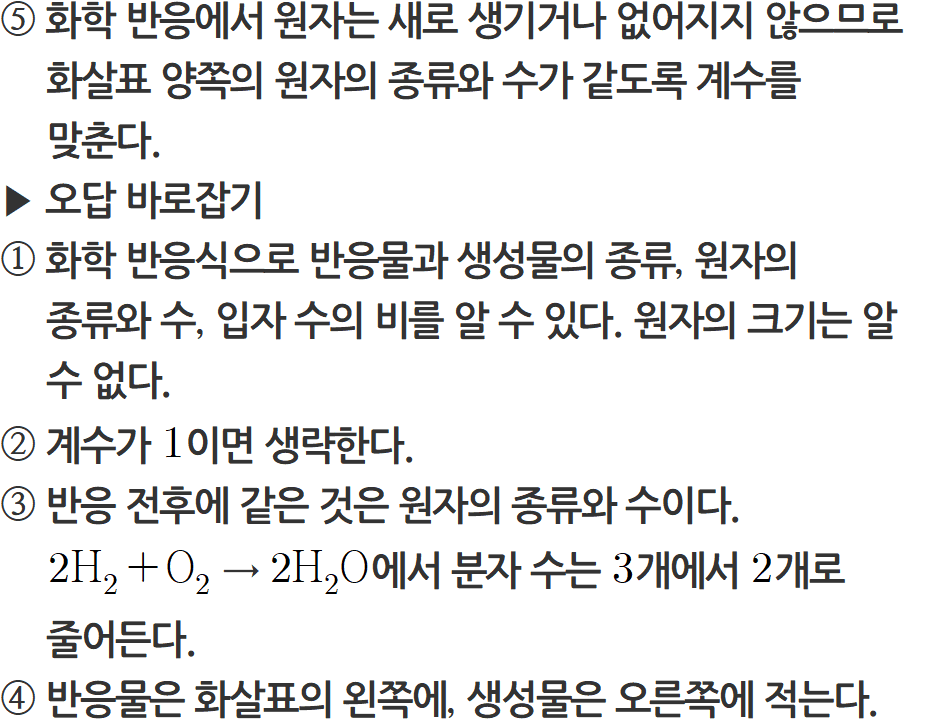 ⑤ 화학 반응에서 원자는 새로 생기거나 없어지지 않으므로
화살표 양쪽의 원자의 종류와 수가 같도록 계수를
맞춘다.
▶ 오답 바로잡기
① 화학 반응식으로 반응물과 생성물의 종류, 원자의
종류와 수, 입자 수의 비를 알 수 있다. 원자의 크기는 알
수 없다.
② 계수가 1이면 생략한다.
③ 반응 전후에 같은 것은 원자의 종류와 수이다.
2H₂+O₂ → 2H₂O에서 분자 수는 3개에서 2개로
줄어든다.
④ 반응물은 화살표의 왼쪽에, 생성물은 오른쪽에 적는다.